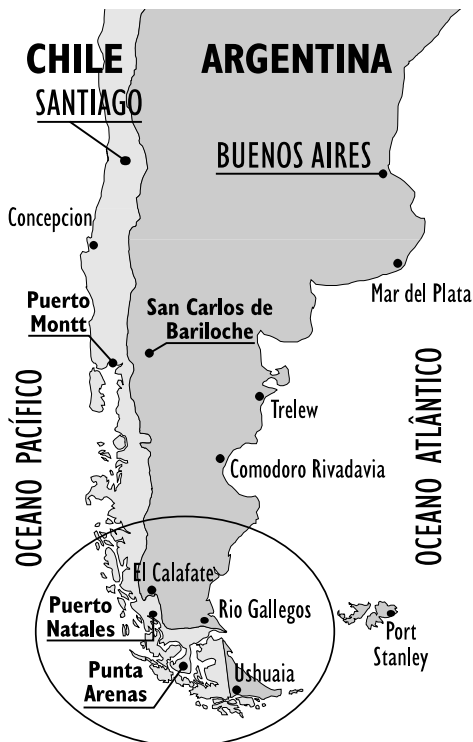 CHILE
ARGENTINA
SANTIAGO
BUENOS AIRES
Concepcion
Mar del Plata
Puerto
Montt
San Carlos de
Bariloche
OCEANO PACÍFICO
OCEANO ATLÂNTICO
Trelew
Comodoro Rivadavia
El Calafate
Puerto
Natales
Rio Gallegos
Port
Stanley
Punta
Arenas
Ushuaia